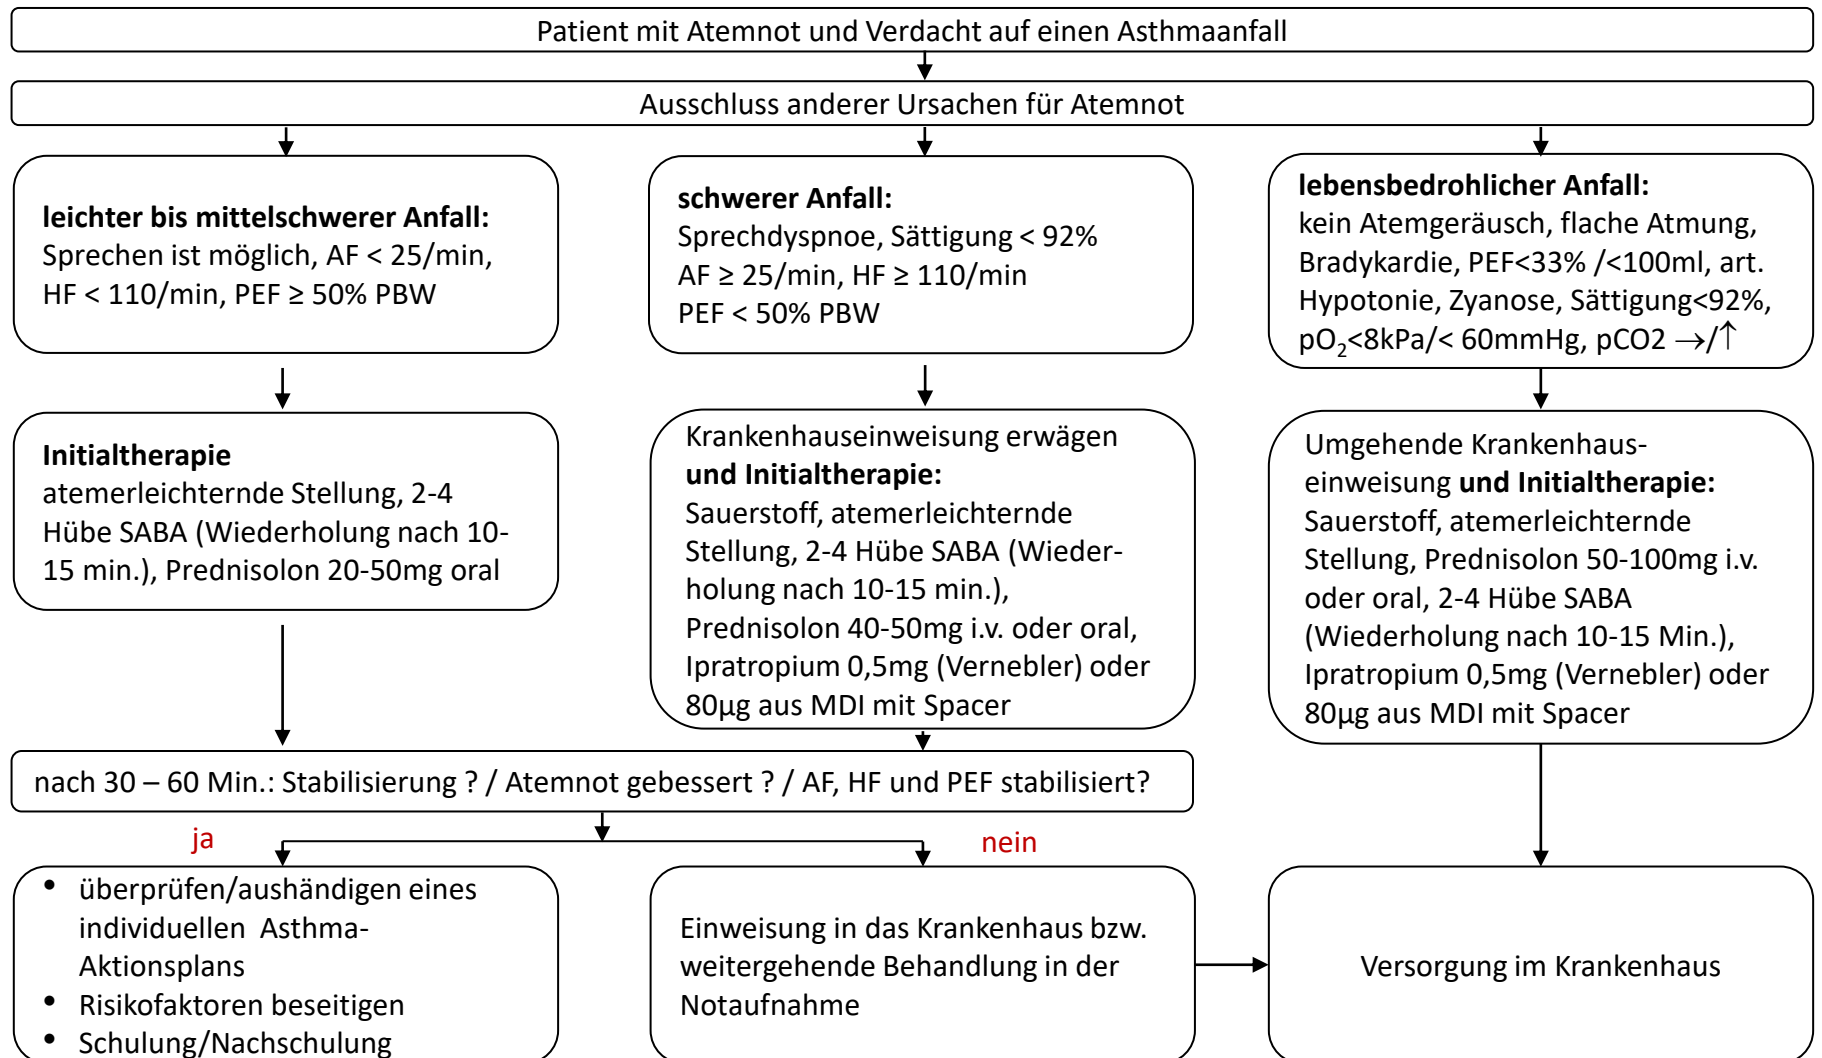 Patient mit Atemnot und Verdacht auf einen Asthmaanfall
Ausschluss anderer Ursachen für Atemnot
leichter bis mittelschwerer Anfall:
Sprechen ist möglich, AF < 25/min,
HF < 110/min, PEF ≥ 50% PBW
schwerer Anfall:
Sprechdyspnoe, Sättigung < 92%
AF ≥ 25/min, HF ≥ 110/min
PEF < 50% PBW
lebensbedrohlicher Anfall:
kein Atemgeräusch, flache Atmung,
Bradykardie, PEF<33% /<100ml, art.
Hypotonie, Zyanose, Sättigung<92%,
pO₂<8kPa/< 60mmHg, pCO2 →/↑
Initialtherapie
atemerleichternde Stellung, 2-4
Hübe SABA (Wiederholung nach 10-
15 min.), Prednisolon 20-50mg oral
Krankenhauseinweisung erwägen
und Initialtherapie:
Sauerstoff, atemerleichternde
Stellung, 2-4 Hübe SABA (Wieder-
holung nach 10-15 min.),
Prednisolon 40-50mg i.v. oder oral,
Ipratropium 0,5mg (Vernebler) oder
80µg aus MDI mit Spacer
Umgehende Krankenhaus-
einweisung und Initialtherapie:
Sauerstoff, atemerleichternde
Stellung, Prednisolon 50-100mg i.v.
oder oral, 2-4 Hübe SABA
(Wiederholung nach 10-15 Min.),
Ipratropium 0,5mg (Vernebler) oder
80µg aus MDI mit Spacer
nach 30 – 60 Min.: Stabilisierung ? / Atemnot gebessert ? / AF, HF und PEF stabilisiert?
ja
nein
• überprüfen/aushändigen eines
individuellen Asthma-
Aktionsplans
• Risikofaktoren beseitigen
• Schulung/Nachschulung
Einweisung in das Krankenhaus bzw.
weitergehende Behandlung in der
Notaufnahme
Versorgung im Krankenhaus